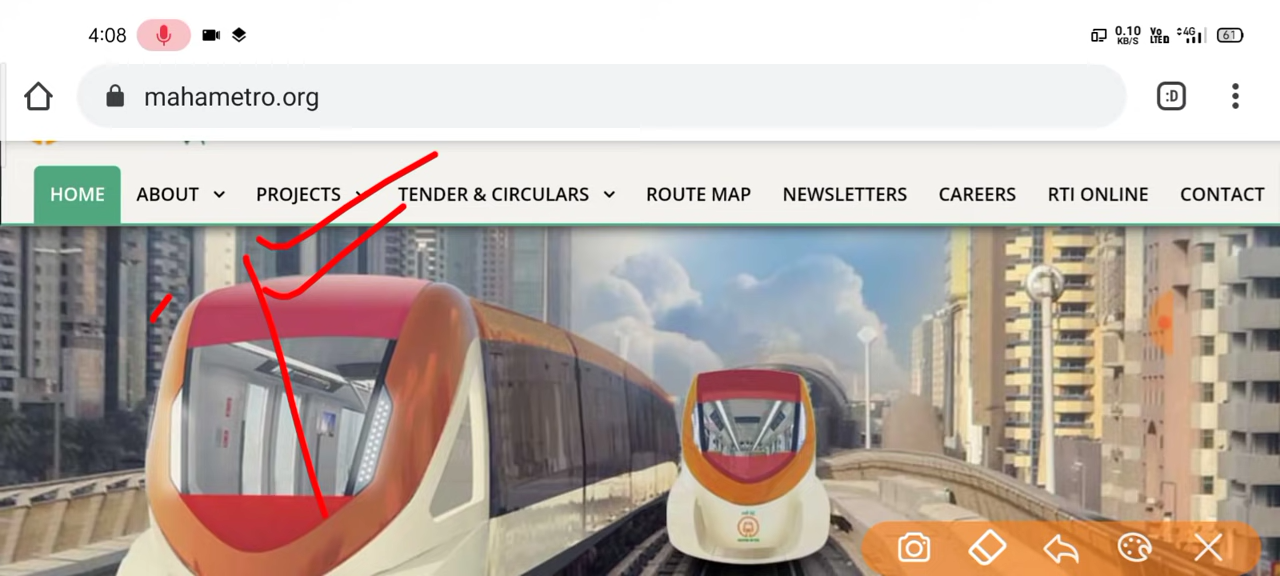 4:08 0.10 KB/S Vo LTE D 4G 61
mahametro.org :D
HOME ABOUT PROJECTS TENDER & CIRCULARS ROUTE MAP NEWSLETTERS CAREERS RTI ONLINE CONTACT